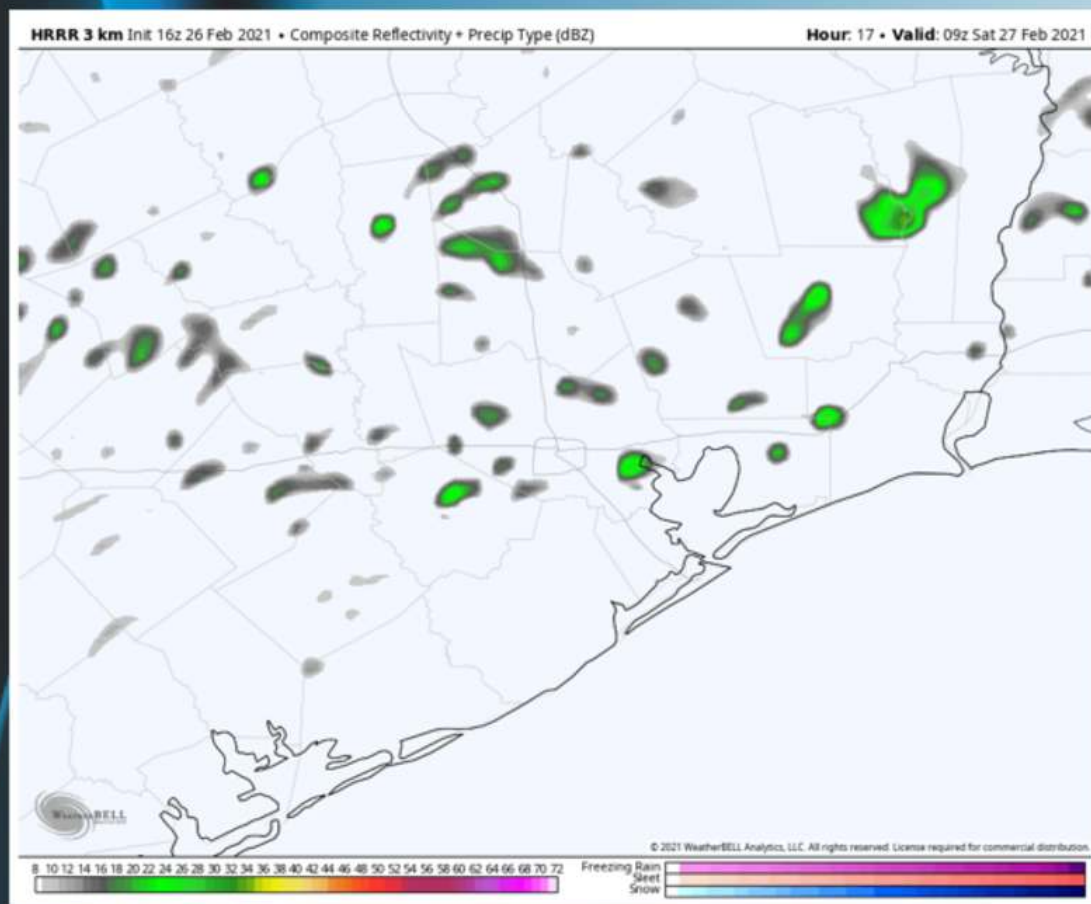 HRRR 3 km Init 16z 26 Feb 2021 • Composite Reflectivity + Precip Type (dBZ)
Hour: 17 • Valid: 09z Sat 27 Feb 2021
WeatherBELL
© 2021 WeatherBELL Analytics, LLC. All rights reserved. License required for commercial distribution.
8 10 12 14 16 18 20 22 24 26 28 30 32 34 36 38 40 42 44 46 48 50 52 54 56 58 60 62 64 66 68 70 72
Freezing Rain
Sleet
Snow